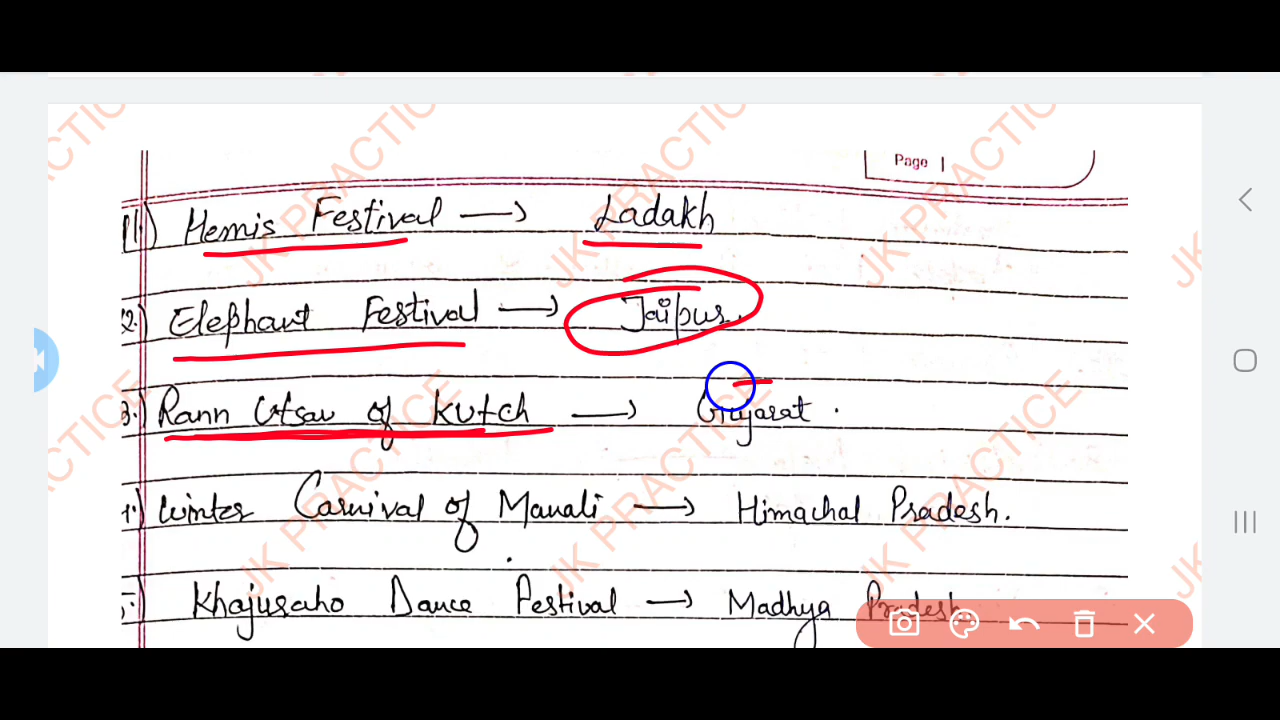 Page 1
(1.) Hemis Festival → Ladakh
(2.) Elephant Festival → Jaipur.
3.) Rann Utsav of Kutch → Gujarat.
4.) Winter Carnival of Manali → Himachal Pradesh.
5.) Khajuraho Dance Festival → Madhya Pradesh.
JK PRACTICE